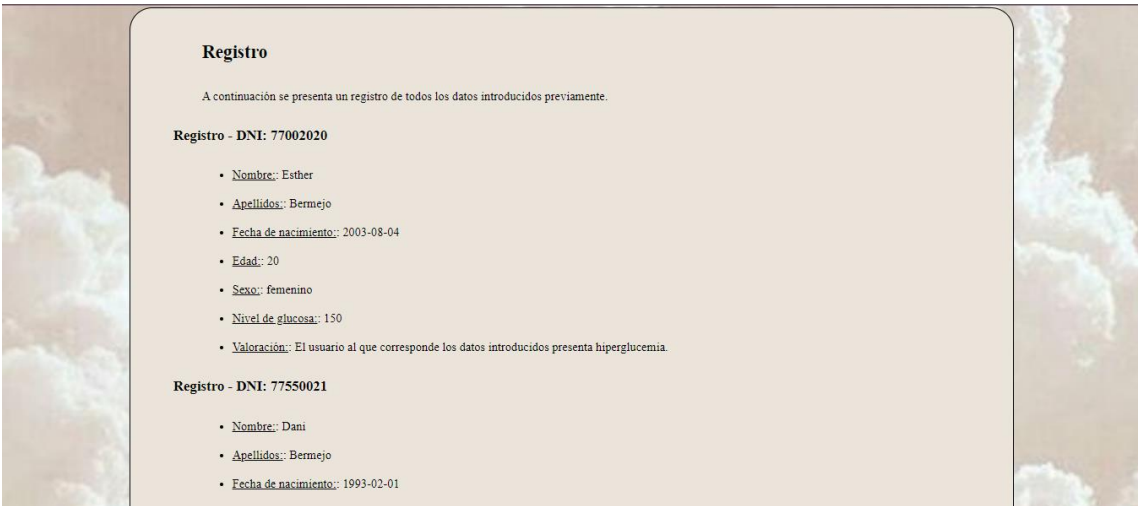 Registro
A continuación se presenta un registro de todos los datos introducidos previamente.
Registro - DNI: 77002020
• Nombre:: Esther
• Apellidos:: Bermejo
• Fecha de nacimiento:: 2003-08-04
• Edad:: 20
• Sexo:: femenino
• Nivel de glucosa:: 150
• Valoración:: El usuario al que corresponde los datos introducidos presenta hiperglucemia.
Registro - DNI: 77550021
• Nombre:: Dani
• Apellidos:: Bermejo
• Fecha de nacimiento:: 1993-02-01